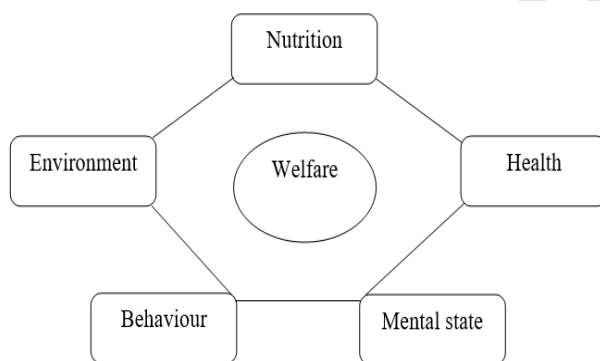 Nutrition
Environment
Welfare
Health
Behaviour
Mental state